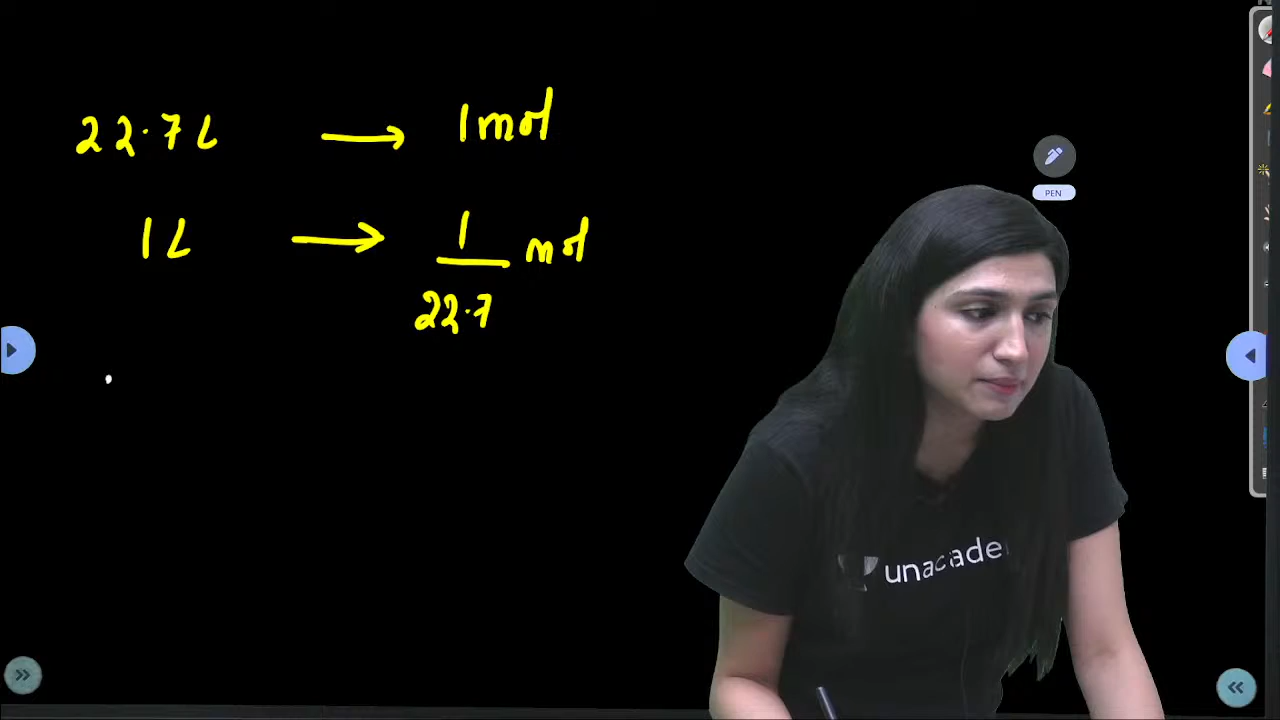 22.7 L → 1 mol
1 L → 1/22.7 mol
PEN
unacade